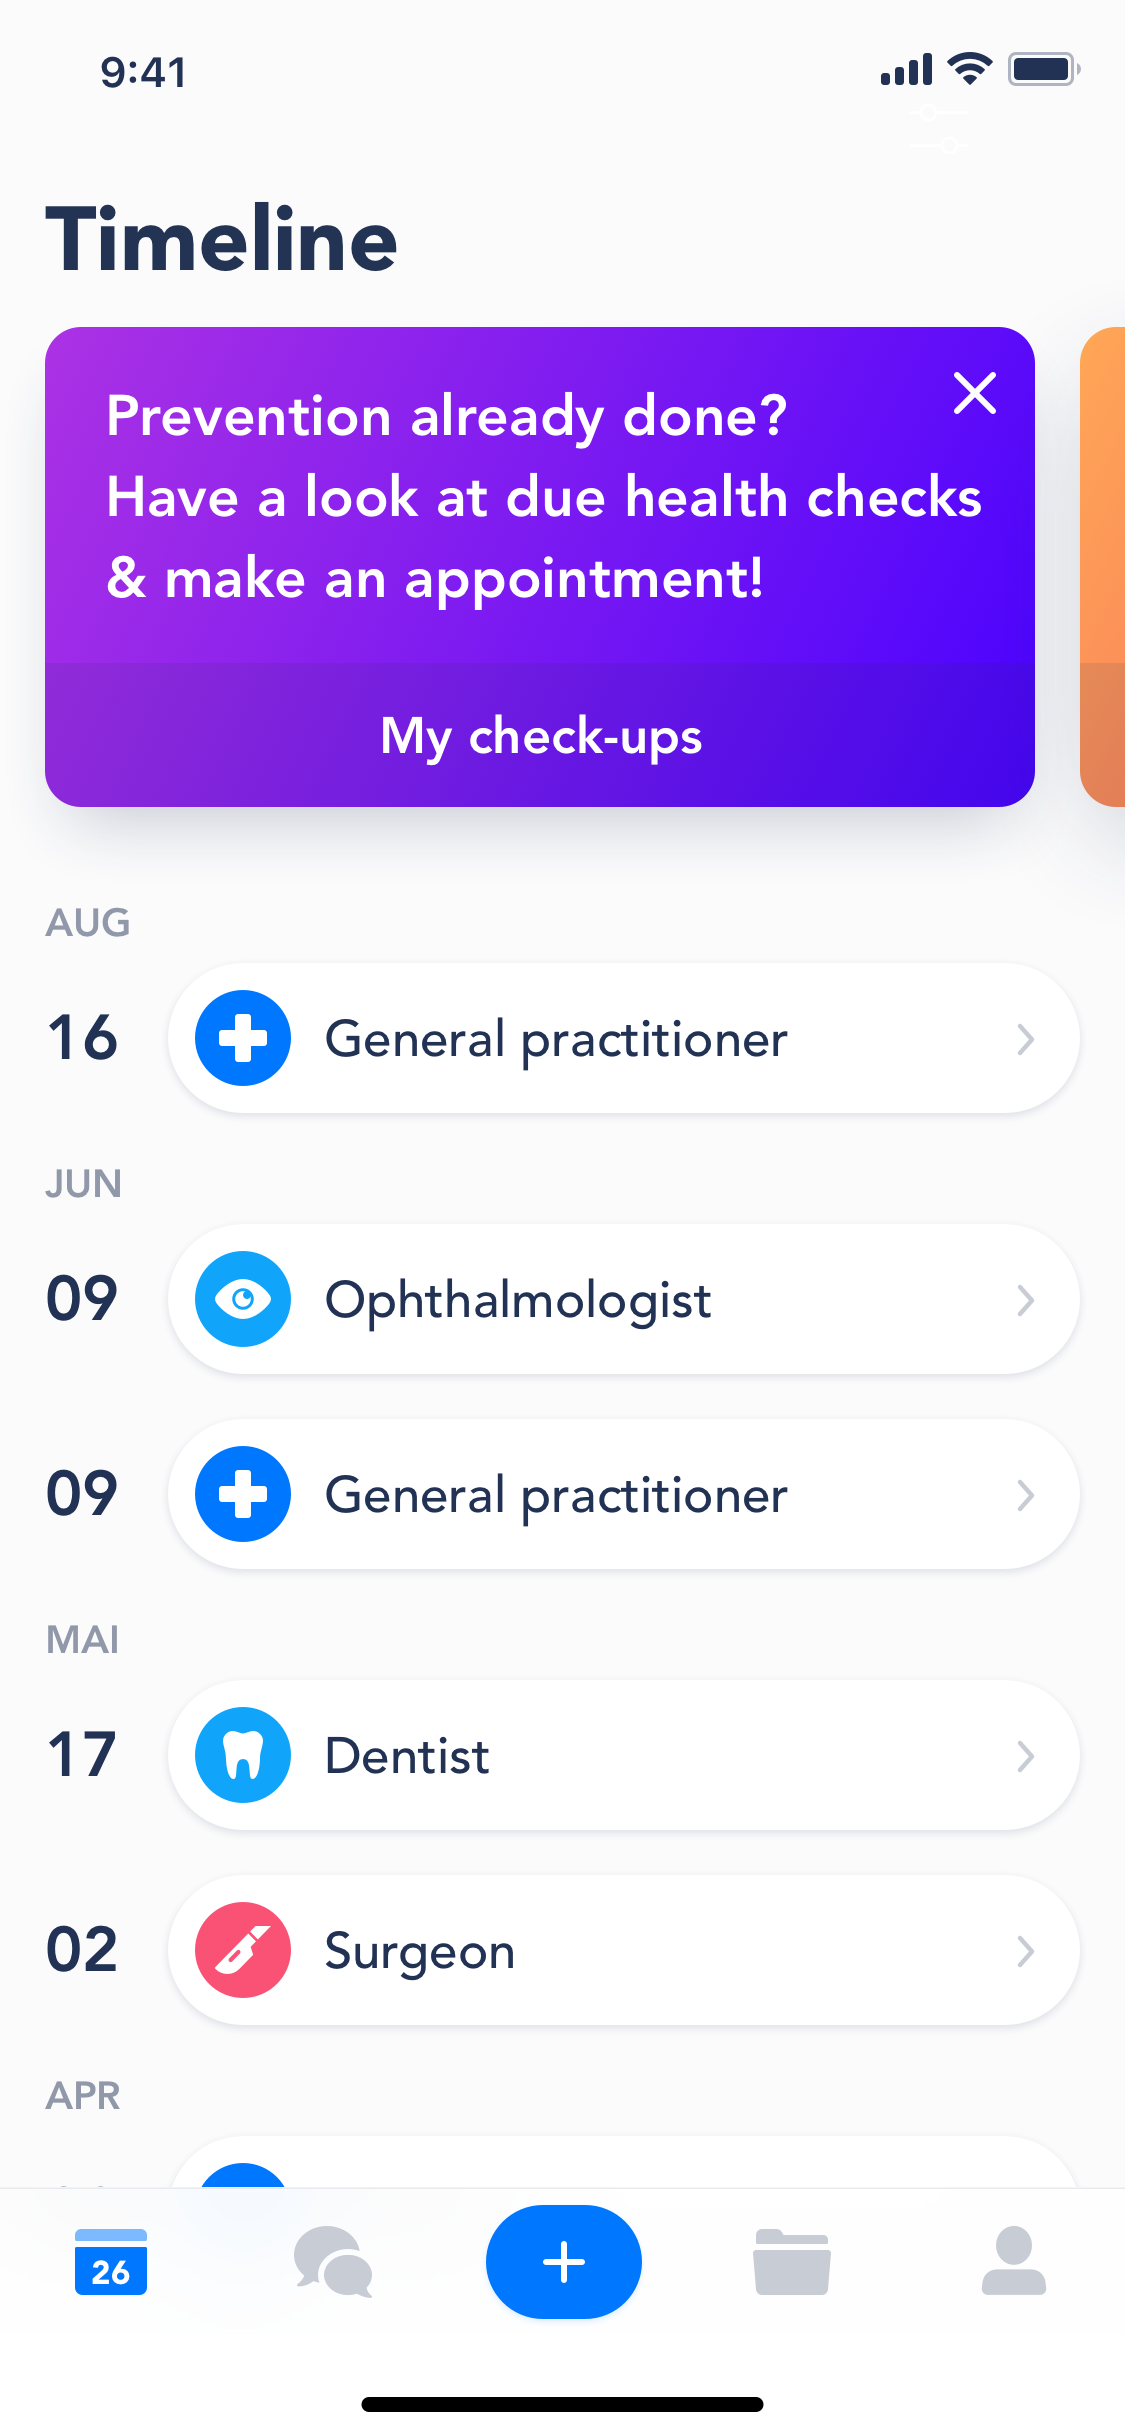 9:41
Timeline
Prevention already done?
Have a look at due health checks
& make an appointment!
My check-ups
AUG
16
General practitioner
JUN
09
Ophthalmologist
09
General practitioner
MAI
17
Dentist
02
Surgeon
APR
26